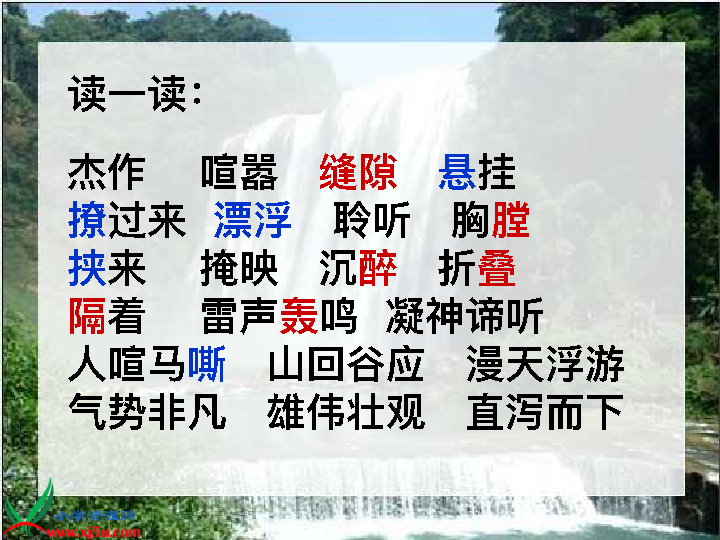 读一读：
杰作 喧嚣 缝隙 悬挂
撩过来 漂浮 聆听 胸膛
挟来 掩映 沉醉 折叠
隔着 雷声轰鸣 凝神谛听
人喧马嘶 山回谷应 漫天浮游
气势非凡 雄伟壮观 直泻而下
www.xj5u.com